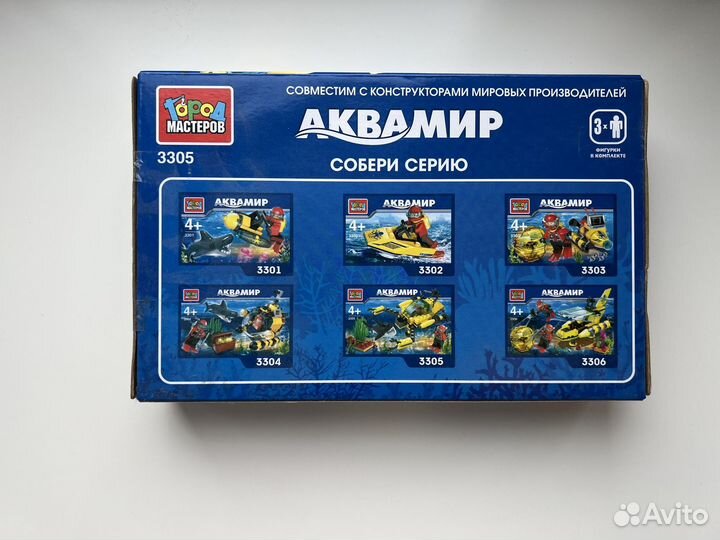 СОВМЕСТИМ С КОНСТРУКТОРАМИ МИРОВЫХ ПРОИЗВОДИТЕЛЕЙ
ГОРОД
МАСТЕРОВ
3305
АКВАМИР
СОБЕРИ СЕРИЮ
3×
ФИГУРКИ
В КОМПЛЕКТЕ
АКВАМИР
4+
3301
3301
АКВАМИР
4+
3302
АКВАМИР
4+
3303
АКВАМИР
4+
3304
АКВАМИР
4+
3305
АКВАМИР
4+
3306
Avito